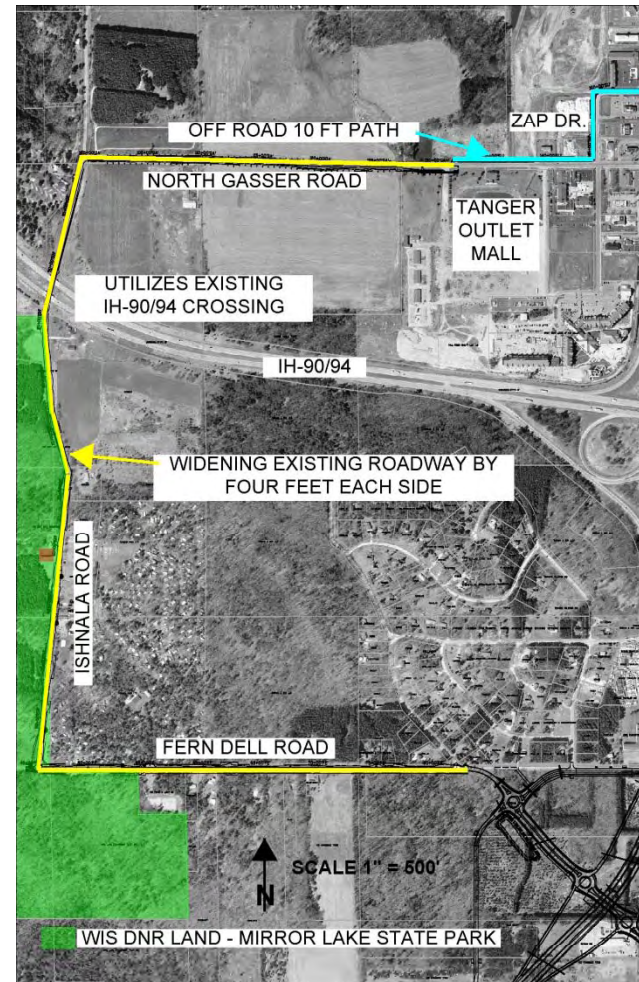 ZAP DR.
OFF ROAD 10 FT PATH
NORTH GASSER ROAD
TANGER
OUTLET
MALL
UTILIZES EXISTING
IH-90/94 CROSSING
IH-90/94
WIDENING EXISTING ROADWAY BY
FOUR FEET EACH SIDE
ISHNALA ROAD
FERN DELL ROAD
SCALE 1" = 500'
N
WIS DNR LAND - MIRROR LAKE STATE PARK